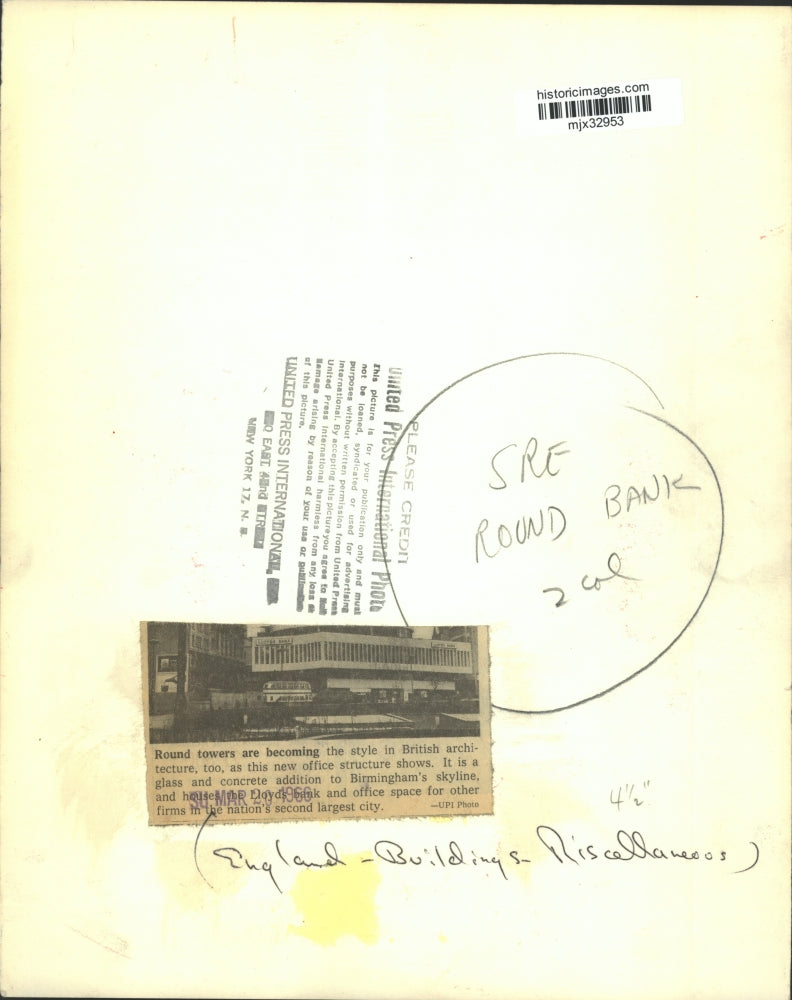 historicimages.com
mjx32953
PLEASE CREDIT
United Press International Photo
This picture is for your publication only and must
not be loaned, syndicated or used for advertising
purposes without written permission from United Press
International. By accepting this picture you agree to hold
United Press International harmless from any loss or
damage arising by reason of your use or publication
of this picture.
UNITED PRESS INTERNATIONAL
EAST 42nd STREET
NEW YORK 17, N. Y.
SRE
ROUND BANK
2 col
Round towers are becoming the style in British archi-
tecture, too, as this new office structure shows. It is a
glass and concrete addition to Birmingham's skyline,
and houses the Lloyds bank and office space for other
firms in the nation's second largest city. —UPI Photo
MAR 1966
4½"
(England - Buildings - Miscellaneous)